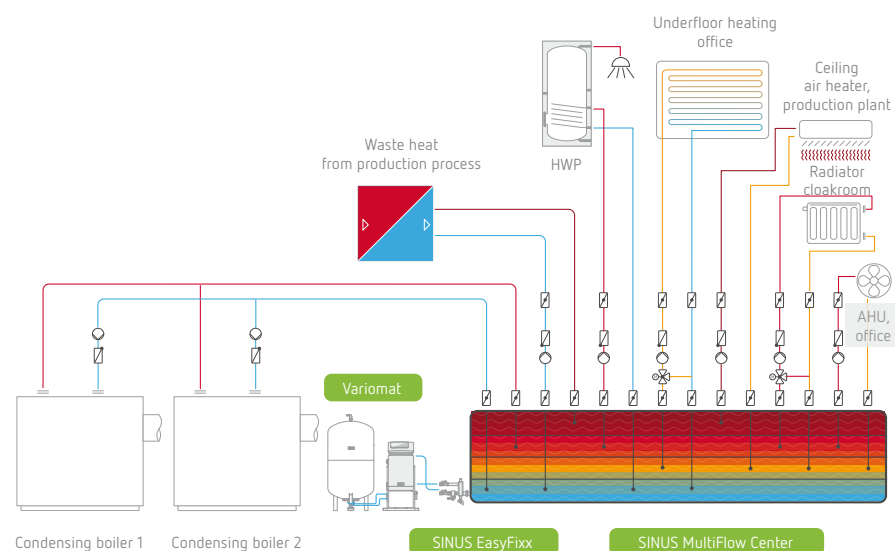 Underfloor heating
office
Ceiling
air heater,
production plant
Waste heat
from production process
HWP
Radiator
cloakroom
AHU,
office
Variomat
Condensing boiler 1
Condensing boiler 2
SINUS EasyFixx
SINUS MultiFlow Center